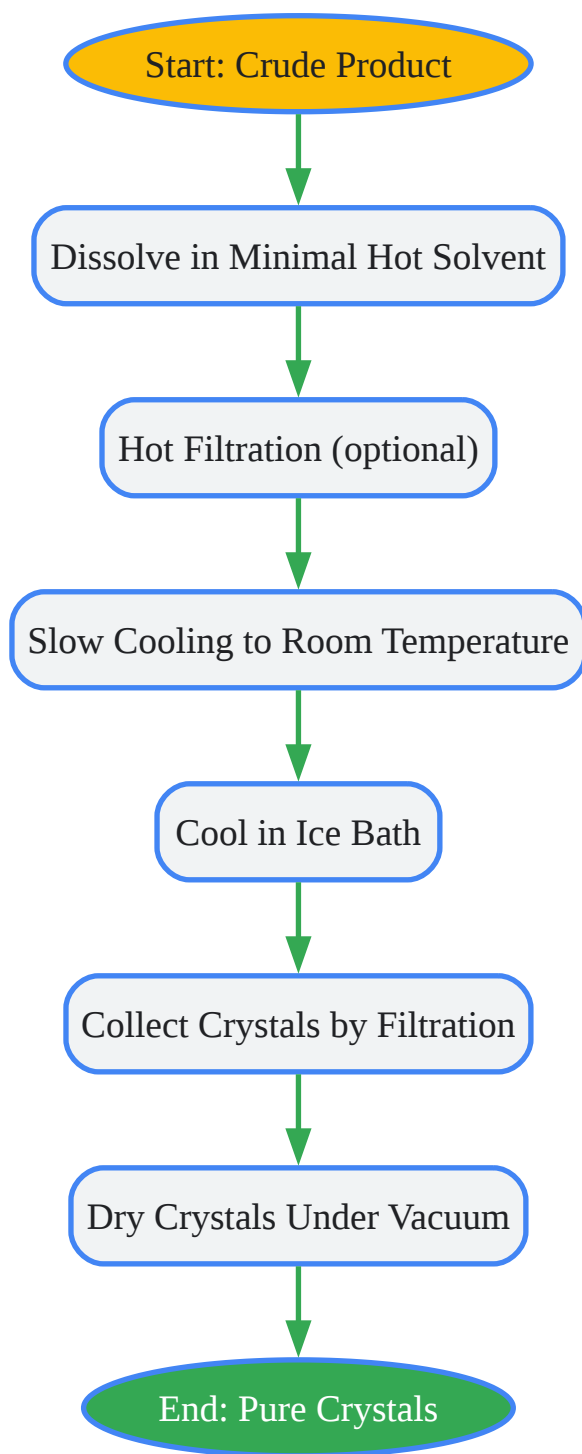 Start: Crude Product
Dissolve in Minimal Hot Solvent
Hot Filtration (optional)
Slow Cooling to Room Temperature
Cool in Ice Bath
Collect Crystals by Filtration
Dry Crystals Under Vacuum
End: Pure Crystals